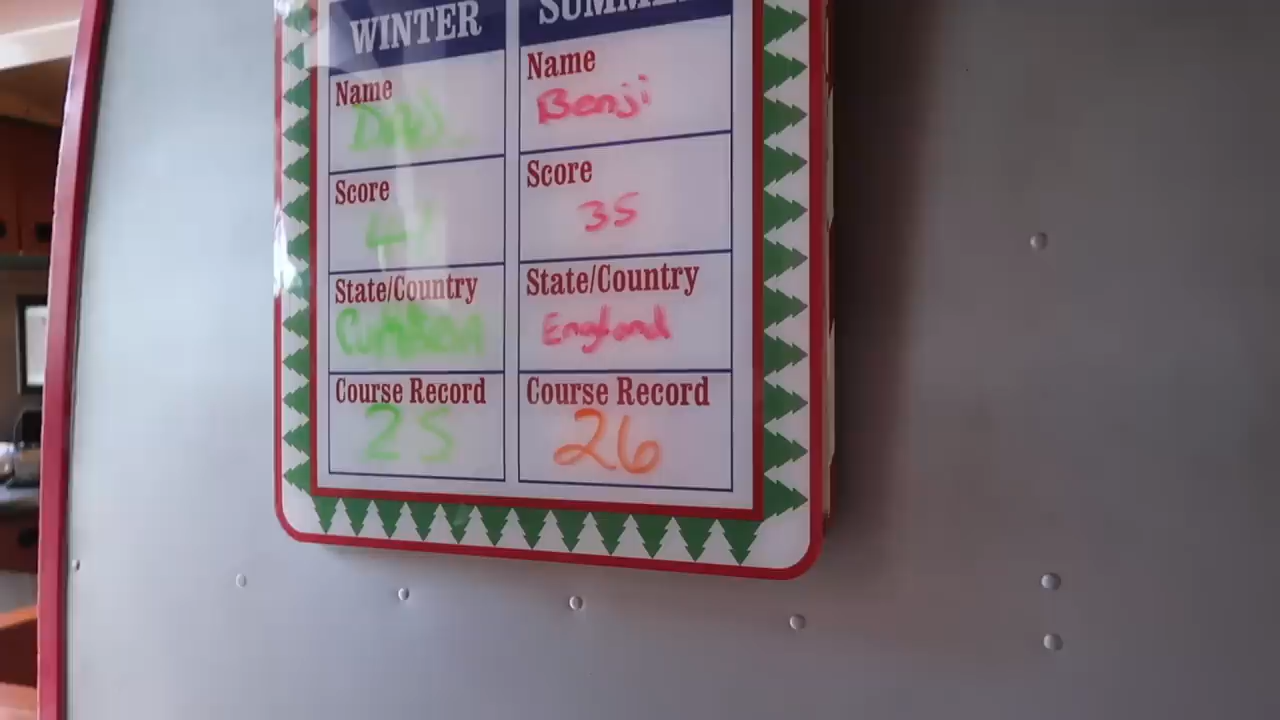 WINTER
Name
Score
State/Country
Course Record
25
Name
Benji
Score
35
State/Country
England
Course Record
26